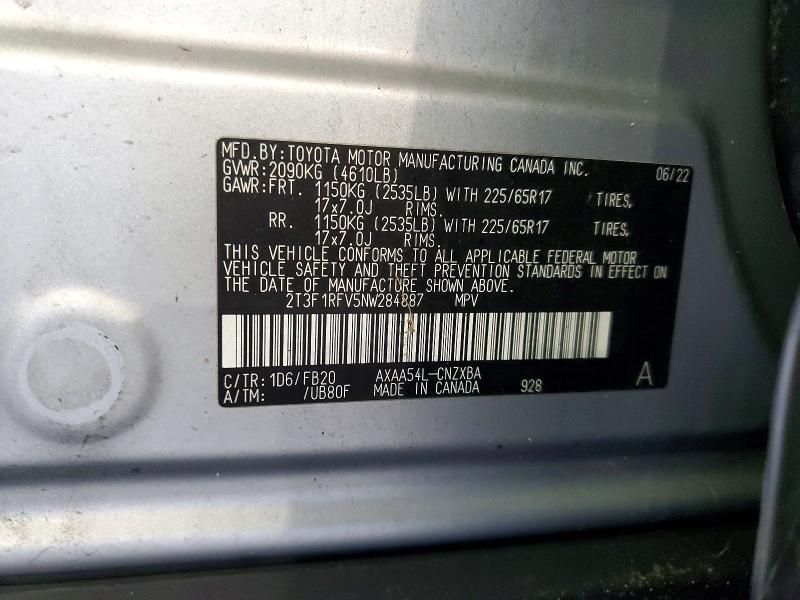 MFD.BY:TOYOTA MOTOR MANUFACTURING CANADA INC. 06/22
GVWR:2090KG (4610LB)
GAWR:FRT. 1150KG (2535LB) WITH 225/65R17 TIRES,
17x7.0J RIMS.
RR. 1150KG (2535LB) WITH 225/65R17 TIRES,
17x7.0J RIMS.
THIS VEHICLE CONFORMS TO ALL APPLICABLE FEDERAL MOTOR
VEHICLE SAFETY AND THEFT PREVENTION STANDARDS IN EFFECT ON
THE DATE OF MANUFACTURE SHOWN ABOVE.
2T3F1RFV5NW284887 MPV
C/TR:1D6/FB20 AXAA54L-CNZXBA A
A/TM: /UB80F MADE IN CANADA 928